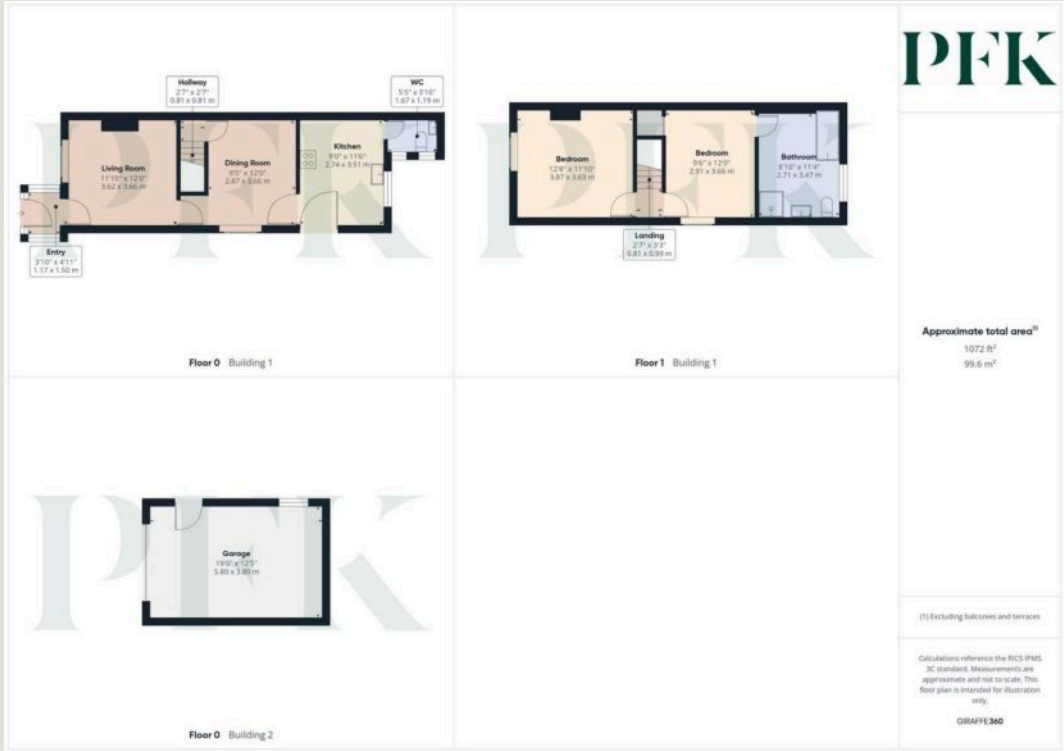 PFK
Hallway
2'7" x 2'7"
0.81 x 0.81 m
WC
5'5" x 3'10"
1.67 x 1.19 m
Living Room
11'10" x 12'0"
3.62 x 3.66 m
Dining Room
9'5" x 12'0"
2.87 x 3.66 m
Kitchen
9'0" x 11'6"
2.74 x 3.51 m
Entry
3'10" x 4'11"
1.17 x 1.50 m
PFK
Floor 0 Building 1
Bedroom
12'8" x 11'10"
3.87 x 3.63 m
Bedroom
9'6" x 12'0"
2.91 x 3.66 m
Bathroom
8'10" x 11'4"
2.71 x 3.47 m
Landing
2'7" x 3'3"
0.81 x 0.99 m
PFK
Floor 1 Building 1
Garage
19'0" x 12'5"
5.80 x 3.80 m
PFK
Floor 0 Building 2
Approximate total area(1)
1072 ft²
99.6 m²
(1) Excluding balconies and terraces
Calculations reference the RICS IPMS
3C standard. Measurements are
approximate and not to scale. This
floor plan is intended for illustration
only.
GIRAFFE360